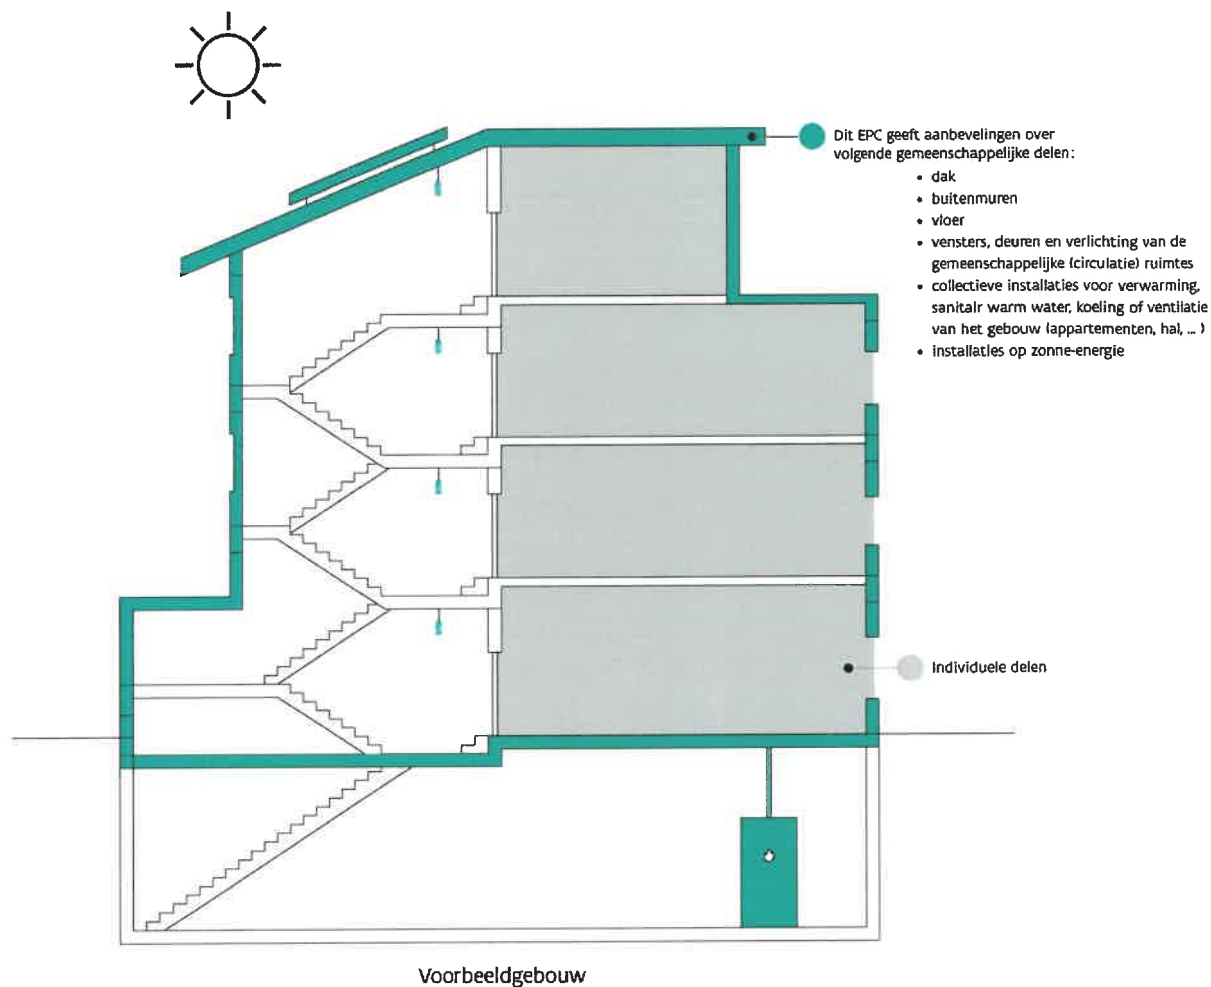 Dit EPC geeft aanbevelingen over
volgende gemeenschappelijke delen:
• dak
• buitenmuren
• vloer
• vensters, deuren en verlichting van de
gemeenschappelijke (circulatie) ruimtes
• collectieve installaties voor verwarming,
sanitair warm water, koeling of ventilatie
van het gebouw (appartementen, hal, ... )
• installaties op zonne-energie
Individuele delen
Voorbeeldgebouw